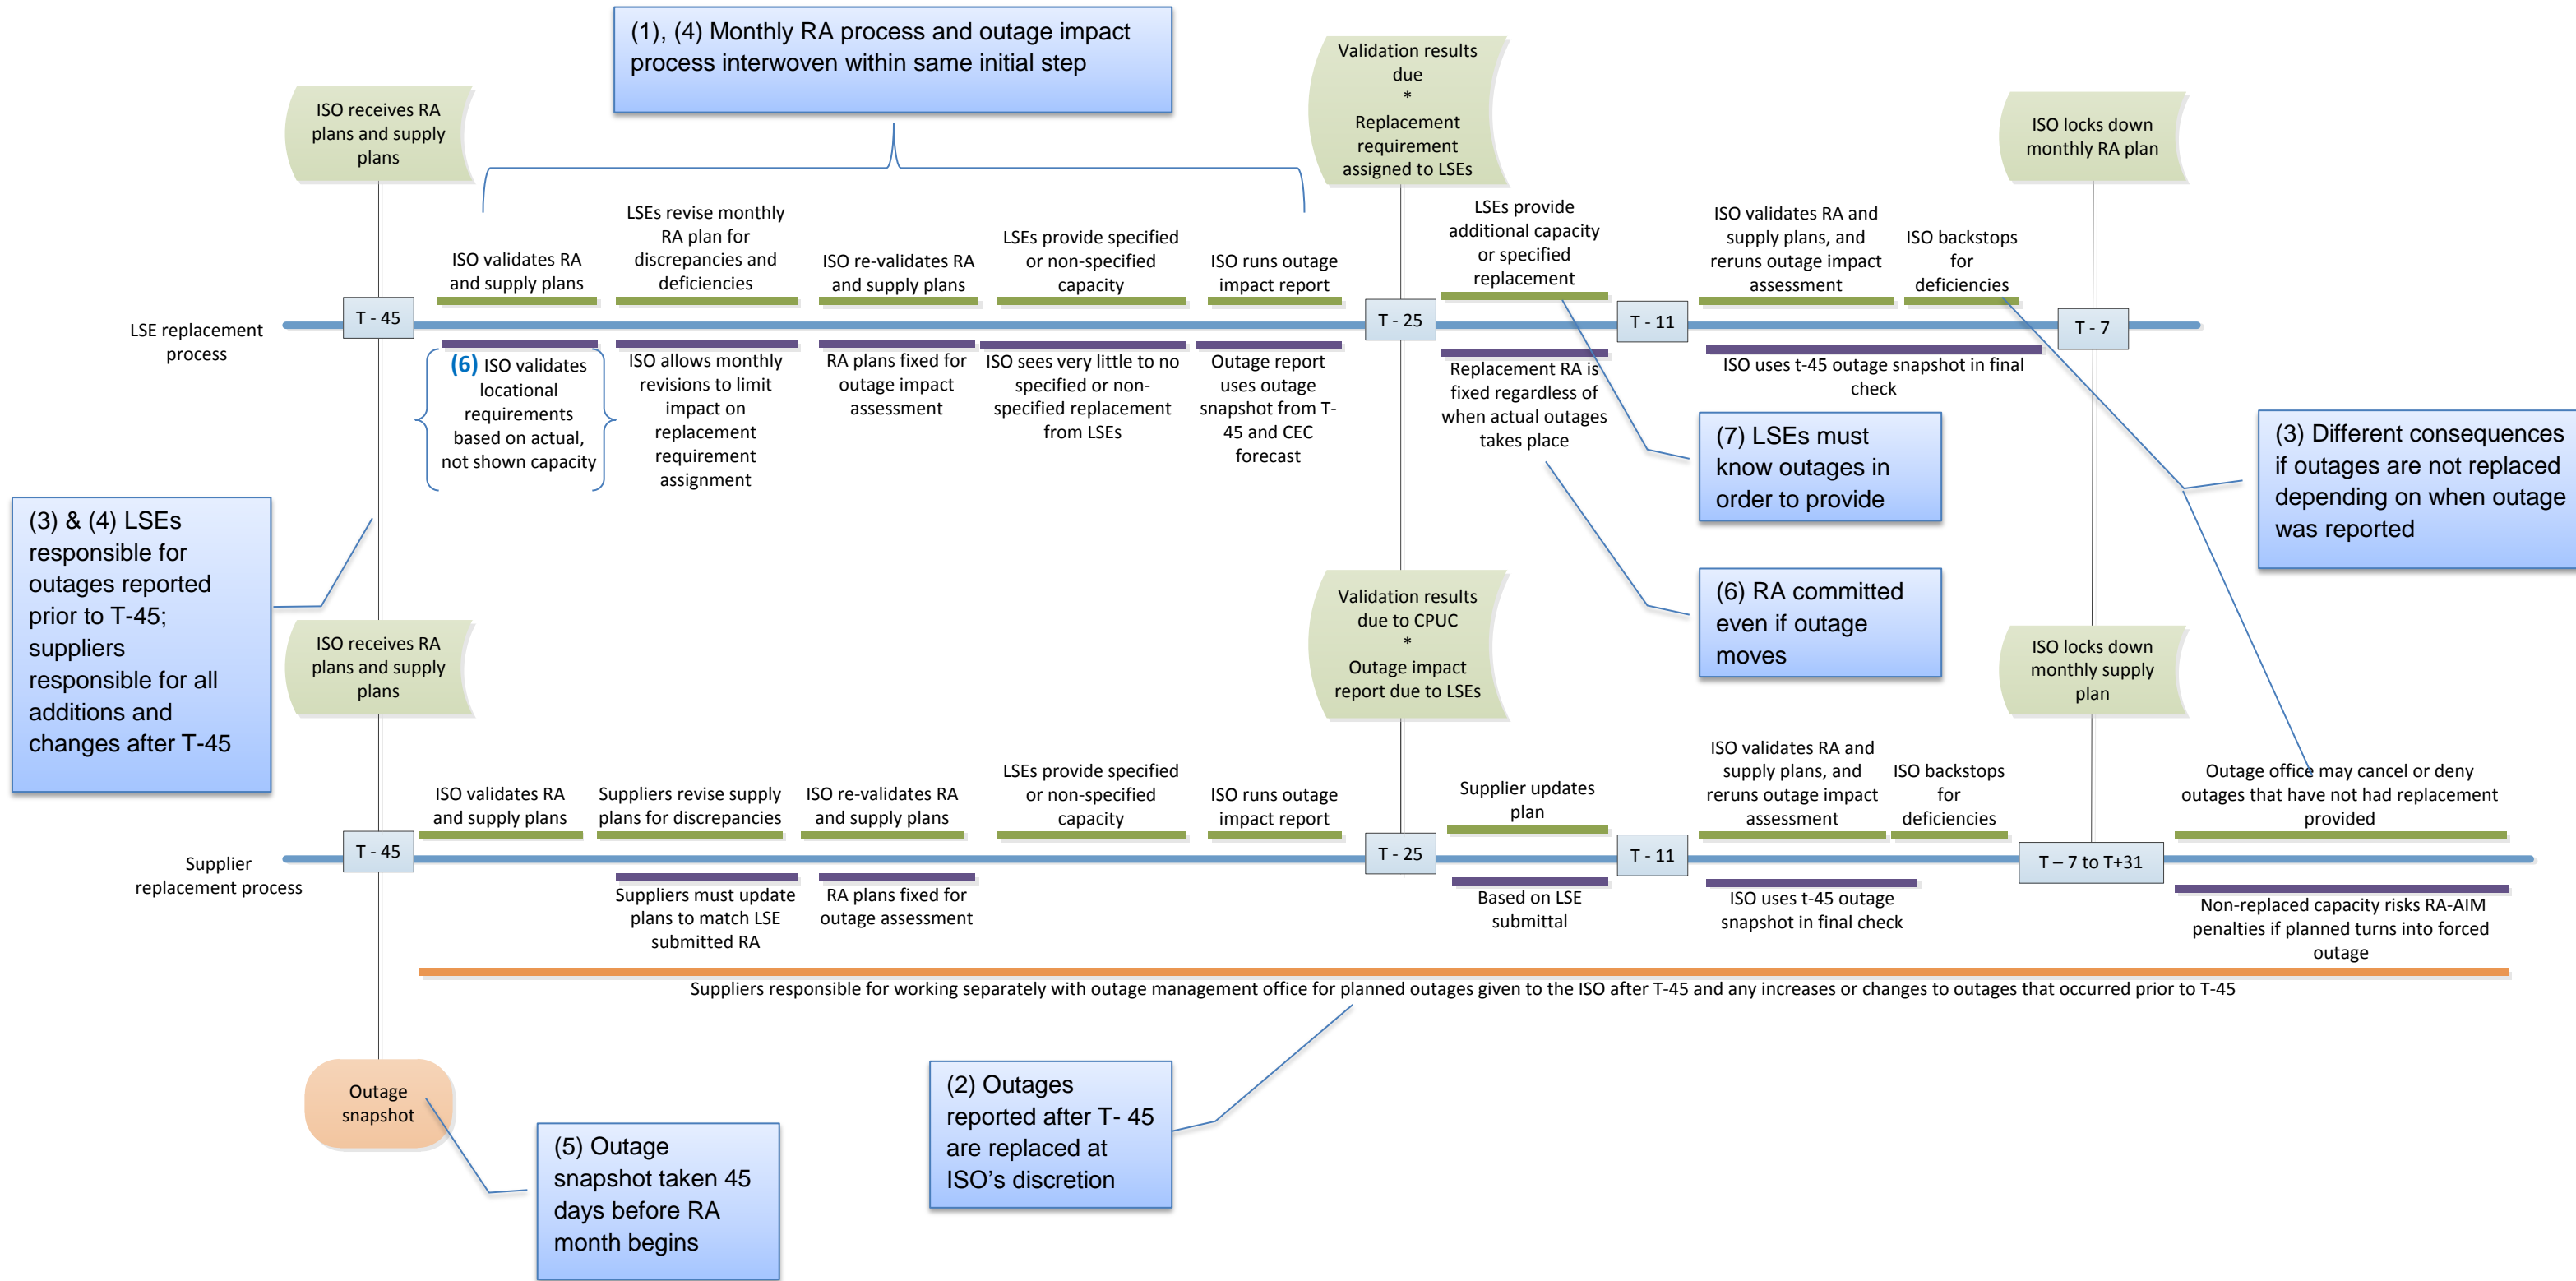 (1), (4) Monthly RA process and outage impact
process interwoven within same initial step
ISO receives RA
plans and supply
plans
Validation results
due
*
Replacement
requirement
assigned to LSEs
ISO locks down
monthly RA plan
ISO validates RA
and supply plans
LSEs revise monthly
RA plan for
discrepancies and
deficiencies
ISO re-validates RA
and supply plans
LSEs provide specified
or non-specified
capacity
ISO runs outage
impact report
LSEs provide
additional capacity
or specified
replacement
ISO validates RA and
supply plans, and
reruns outage impact
assessment
ISO backstops
for
deficiencies
LSE replacement
process
T - 45
T - 25
T - 11
T - 7
(6) ISO validates
locational
requirements
based on actual,
not shown capacity
ISO allows monthly
revisions to limit
impact on
replacement
requirement
assignment
RA plans fixed for
outage impact
assessment
ISO sees very little to no
specified or non-
specified replacement
from LSEs
Outage report
uses outage
snapshot from T-
45 and CEC
forecast
Replacement RA is
fixed regardless of
when actual outages
takes place
ISO uses t-45 outage snapshot in final
check
(7) LSEs must
know outages in
order to provide
(3) Different consequences
if outages are not replaced
depending on when outage
was reported
(3) & (4) LSEs
responsible for
outages reported
prior to T-45;
suppliers
responsible for all
additions and
changes after T-45
(6) RA committed
even if outage
moves
ISO receives RA
plans and supply
plans
Validation results
due to CPUC
*
Outage impact
report due to LSEs
ISO locks down
monthly supply
plan
ISO validates RA
and supply plans
Suppliers revise supply
plans for discrepancies
ISO re-validates RA
and supply plans
LSEs provide specified
or non-specified
capacity
ISO runs outage
impact report
Supplier updates
plan
ISO validates RA and
supply plans, and
reruns outage impact
assessment
ISO backstops
for
deficiencies
Outage office may cancel or deny
outages that have not had replacement
provided
Supplier
replacement process
T - 45
T - 25
T - 11
T – 7 to T+31
Suppliers must update
plans to match LSE
submitted RA
RA plans fixed for
outage assessment
Based on LSE
submittal
ISO uses t-45 outage
snapshot in final check
Non-replaced capacity risks RA-AIM
penalties if planned turns into forced
outage
Suppliers responsible for working separately with outage management office for planned outages given to the ISO after T-45 and any increases or changes to outages that occurred prior to T-45
Outage
snapshot
(5) Outage
snapshot taken 45
days before RA
month begins
(2) Outages
reported after T- 45
are replaced at
ISO’s discretion